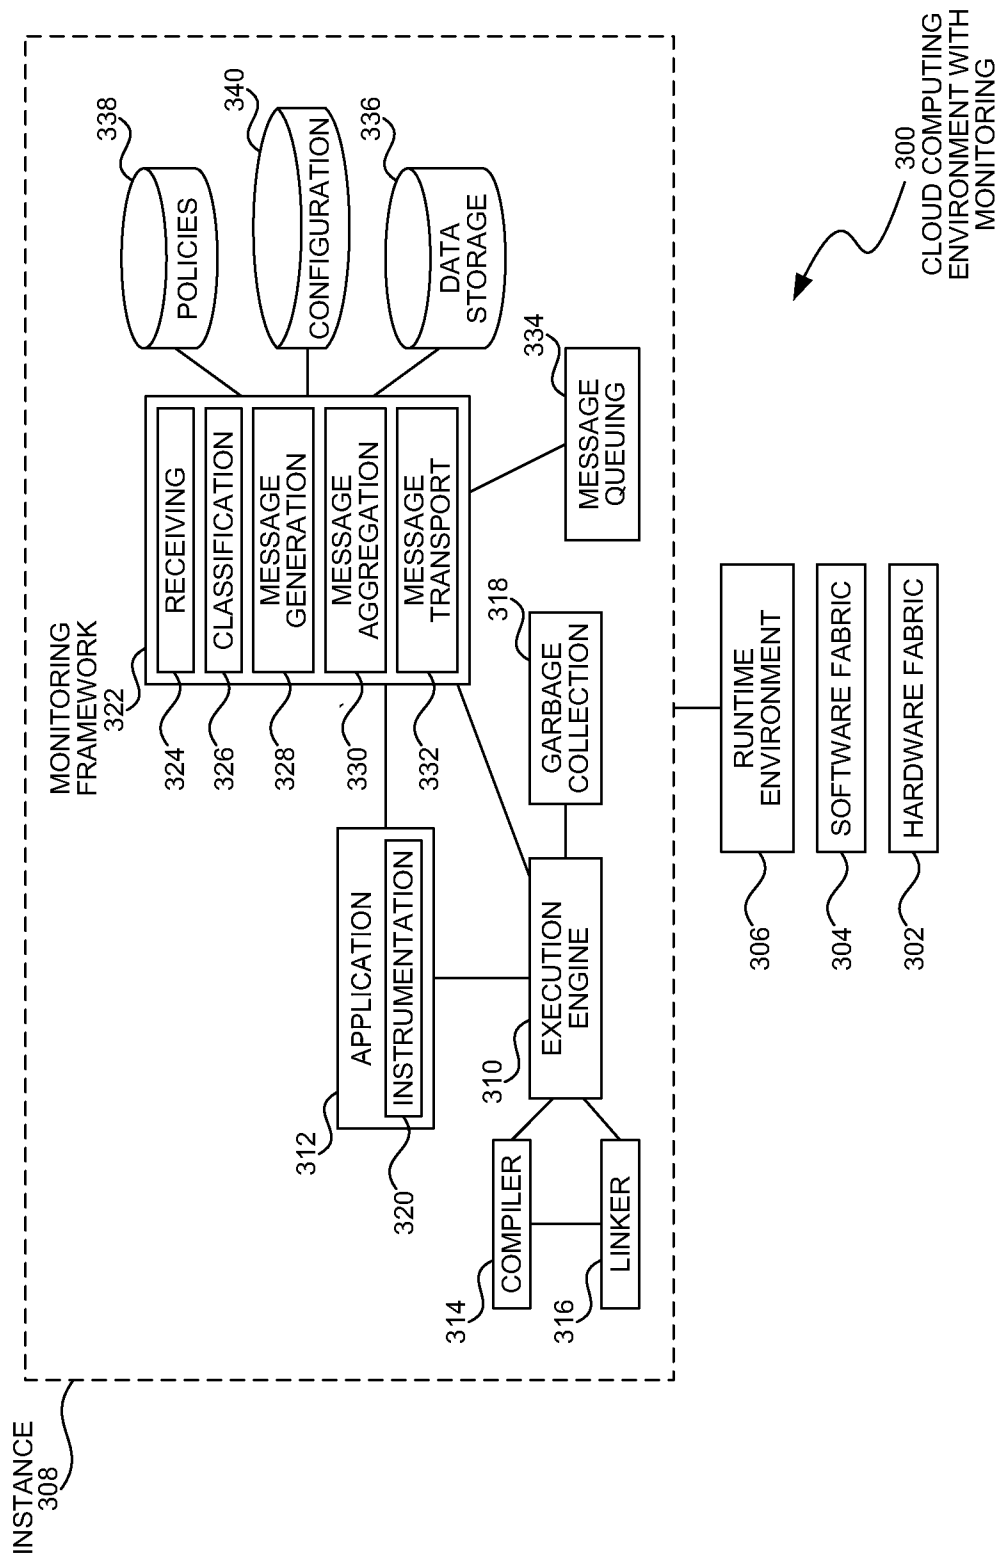 INSTANCE
308
MONITORING
FRAMEWORK
322
324
RECEIVING
326
CLASSIFICATION
328
MESSAGE
GENERATION
330
MESSAGE
AGGREGATION
332
MESSAGE
TRANSPORT
338
POLICIES
340
CONFIGURATION
336
DATA
STORAGE
334
MESSAGE
QUEUING
312
APPLICATION
320
INSTRUMENTATION
310
EXECUTION
ENGINE
318
GARBAGE
COLLECTION
314
COMPILER
316
LINKER
306
RUNTIME
ENVIRONMENT
304
SOFTWARE FABRIC
302
HARDWARE FABRIC
300
CLOUD COMPUTING
ENVIRONMENT WITH
MONITORING